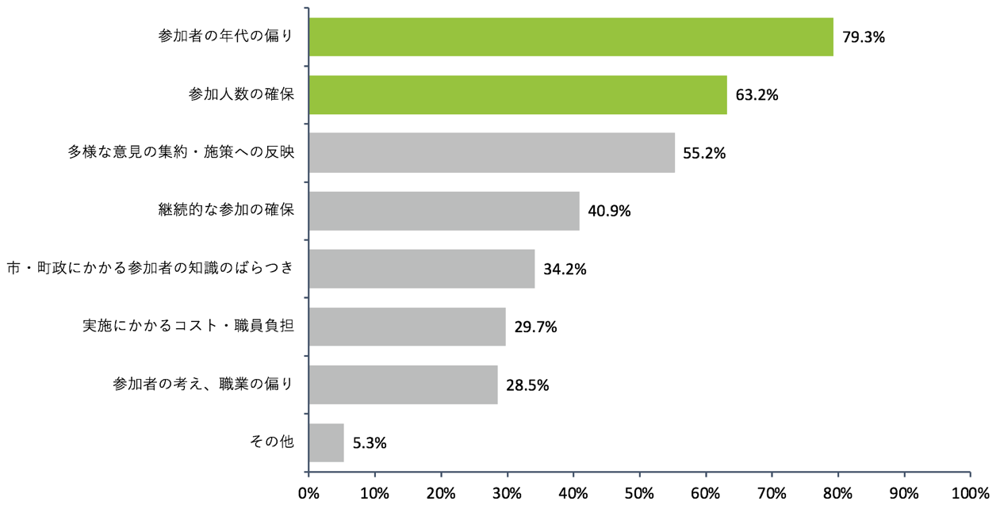 参加者の年代の偏り 79.3%
参加人数の確保 63.2%
多様な意見の集約・施策への反映 55.2%
継続的な参加の確保 40.9%
市・町政にかかる参加者の知識のばらつき 34.2%
実施にかかるコスト・職員負担 29.7%
参加者の考え、職業の偏り 28.5%
その他 5.3%
0% 10% 20% 30% 40% 50% 60% 70% 80% 90% 100%